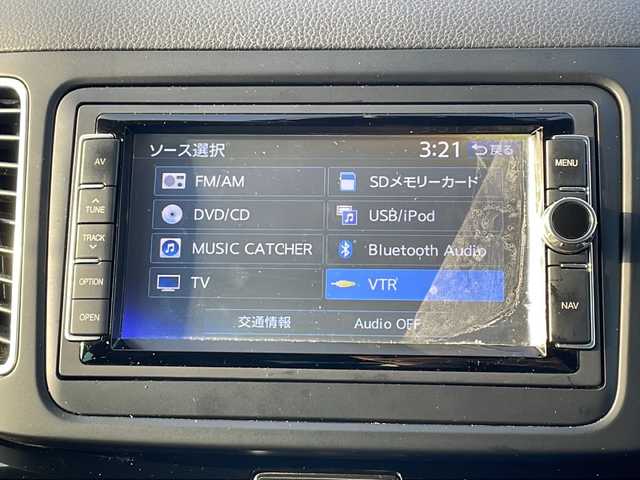 ソース選択 3:21 戻る
FM/AM SDメモリーカード
DVD/CD USB/iPod
MUSIC CATCHER Bluetooth Audio
TV VTR
交通情報 Audio OFF
AV
TUNE
TRACK
OPTION
OPEN
MENU
NAV